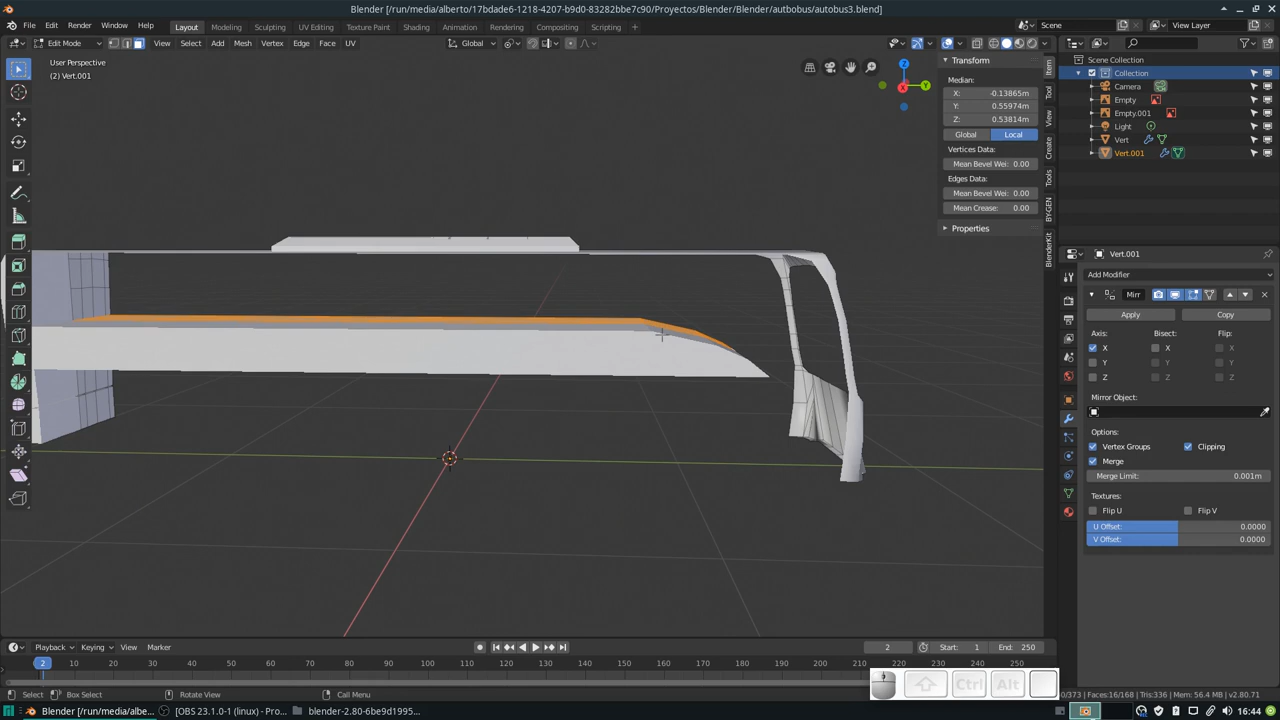 Blender [/run/media/alberto/17bdade6-1218-4207-b9d0-83282bbe7c90/Proyectos/Blender/Blender/autbobus/autobus3.blend]
File Edit Render Window Help Layout Modeling Sculpting UV Editing Texture Paint Shading Animation Rendering Compositing Scripting + Scene View Layer
Edit Mode View Select Add Mesh Vertex Edge Face UV Global
User Perspective
(2) Vert.001
Transform
Median:
X: -0.13865m
Y: 0.55974m
Z: 0.53814m
Global Local
Vertices Data:
Mean Bevel Wei: 0.00
Edges Data:
Mean Bevel Wei: 0.00
Mean Crease: 0.00
Properties
Item
Tool
View
Create
Tools
BY-GEN
BlenderKit
Z
Y
X
Scene Collection
Collection
Camera
Empty
Empty.001
Light
Vert
Vert.001
Vert.001
Add Modifier
Mirr
Apply Copy
Axis: Bisect: Flip:
X X X
Y Y Y
Z Z Z
Mirror Object:
Options:
Vertex Groups Clipping
Merge
Merge Limit: 0.001m
Textures:
Flip U Flip V
U Offset: 0.0000
V Offset: 0.0000
Playback Keying View Marker 2 Start: 1 End: 250
2 10 20 30 40 50 60 70 80 90 100 110 120 130 140 150 160 170 180 190 200 210 220 230 240 250
Ctrl Alt
Select Box Select Rotate View Call Menu 0/373 | Faces:16/168 | Tris:336 | Mem: 56.4 MB | v2.80.71
Blender [/run/media/alberto/17bdad... [OBS 23.1.0-1 (linux) - Pro... blender-2.80-6be9d1995... 16:44